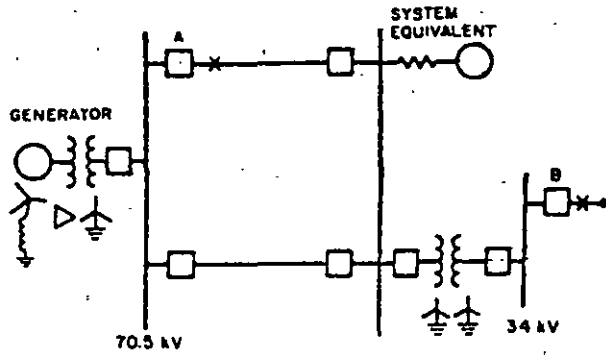 SYSTEM
EQUIVALENT
A
GENERATOR
B
70.5 kV
34 kV